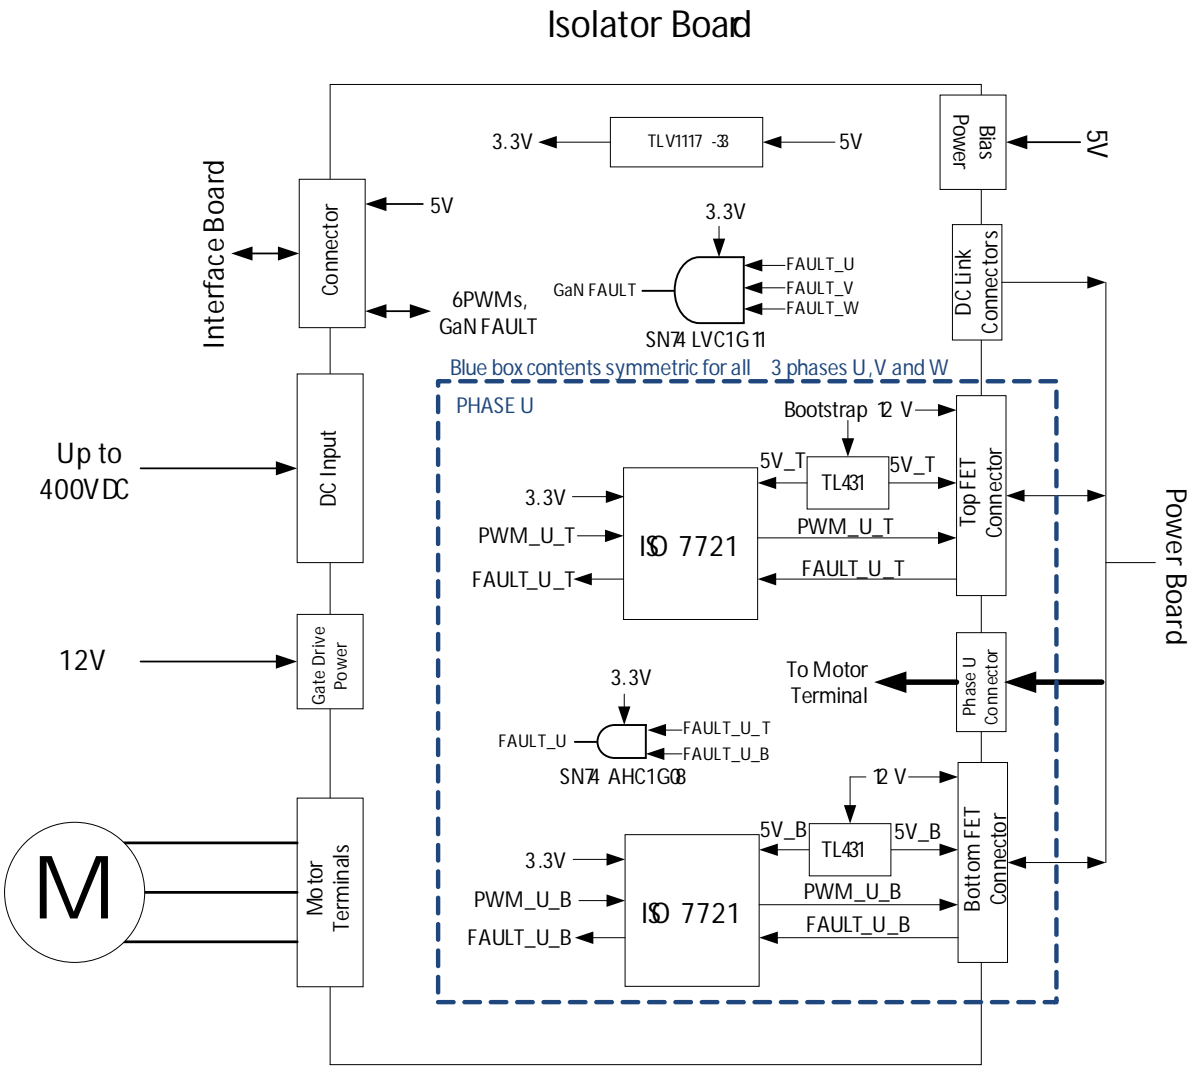 Isolator Board
Bias
Power
5V
3.3V
TLV1117 -33
5V
Interface Board
Connector
5V
6PWMs,
GaN FAULT
3.3V
GaN FAULT
FAULT_U
FAULT_V
FAULT_W
SN74 LVC1G11
DC Link
Connectors
Blue box contents symmetric for all 3 phases U,V and W
PHASE U
Up to
400VDC
DC Input
Bootstrap 12 V
5V_T
TL431
5V_T
Top FET
Connector
3.3V
PWM_U_T
FAULT_U_T
ISO 7721
PWM_U_T
FAULT_U_T
Power Board
12V
Gate Drive
Power
To Motor
Terminal
Phase U
Connector
3.3V
FAULT_U
FAULT_U_T
FAULT_U_B
SN74 AHC1G08
12 V
5V_B
TL431
5V_B
Bottom FET
Connector
M
Motor
Terminals
3.3V
PWM_U_B
FAULT_U_B
ISO 7721
PWM_U_B
FAULT_U_B